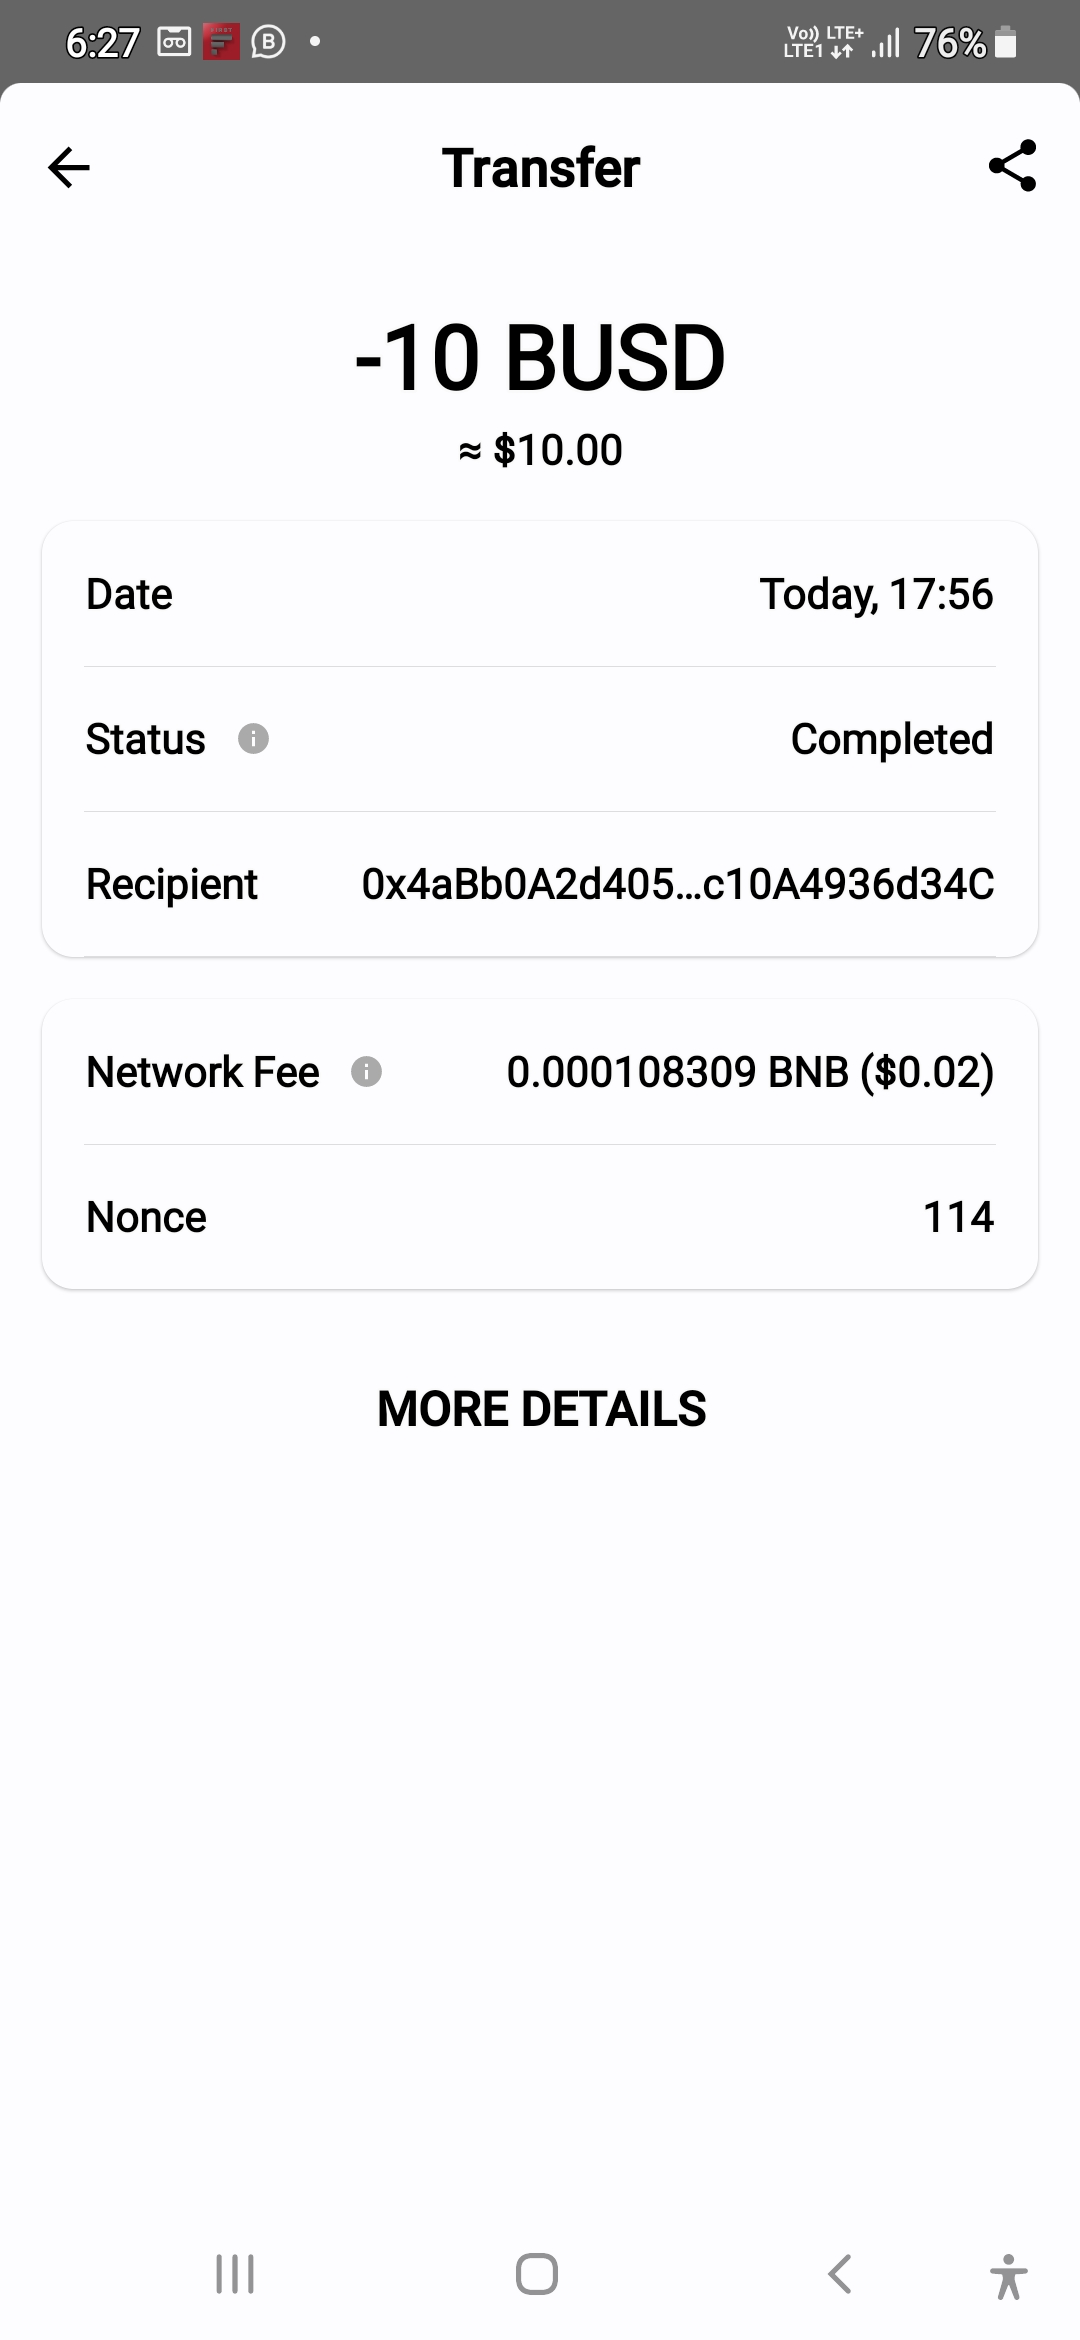 6:27 B Vo)) LTE+ LTE1 76%
Transfer
-10 BUSD
≈ $10.00
Date Today, 17:56
Status Completed
Recipient 0x4aBb0A2d405...c10A4936d34C
Network Fee 0.000108309 BNB ($0.02)
Nonce 114
MORE DETAILS